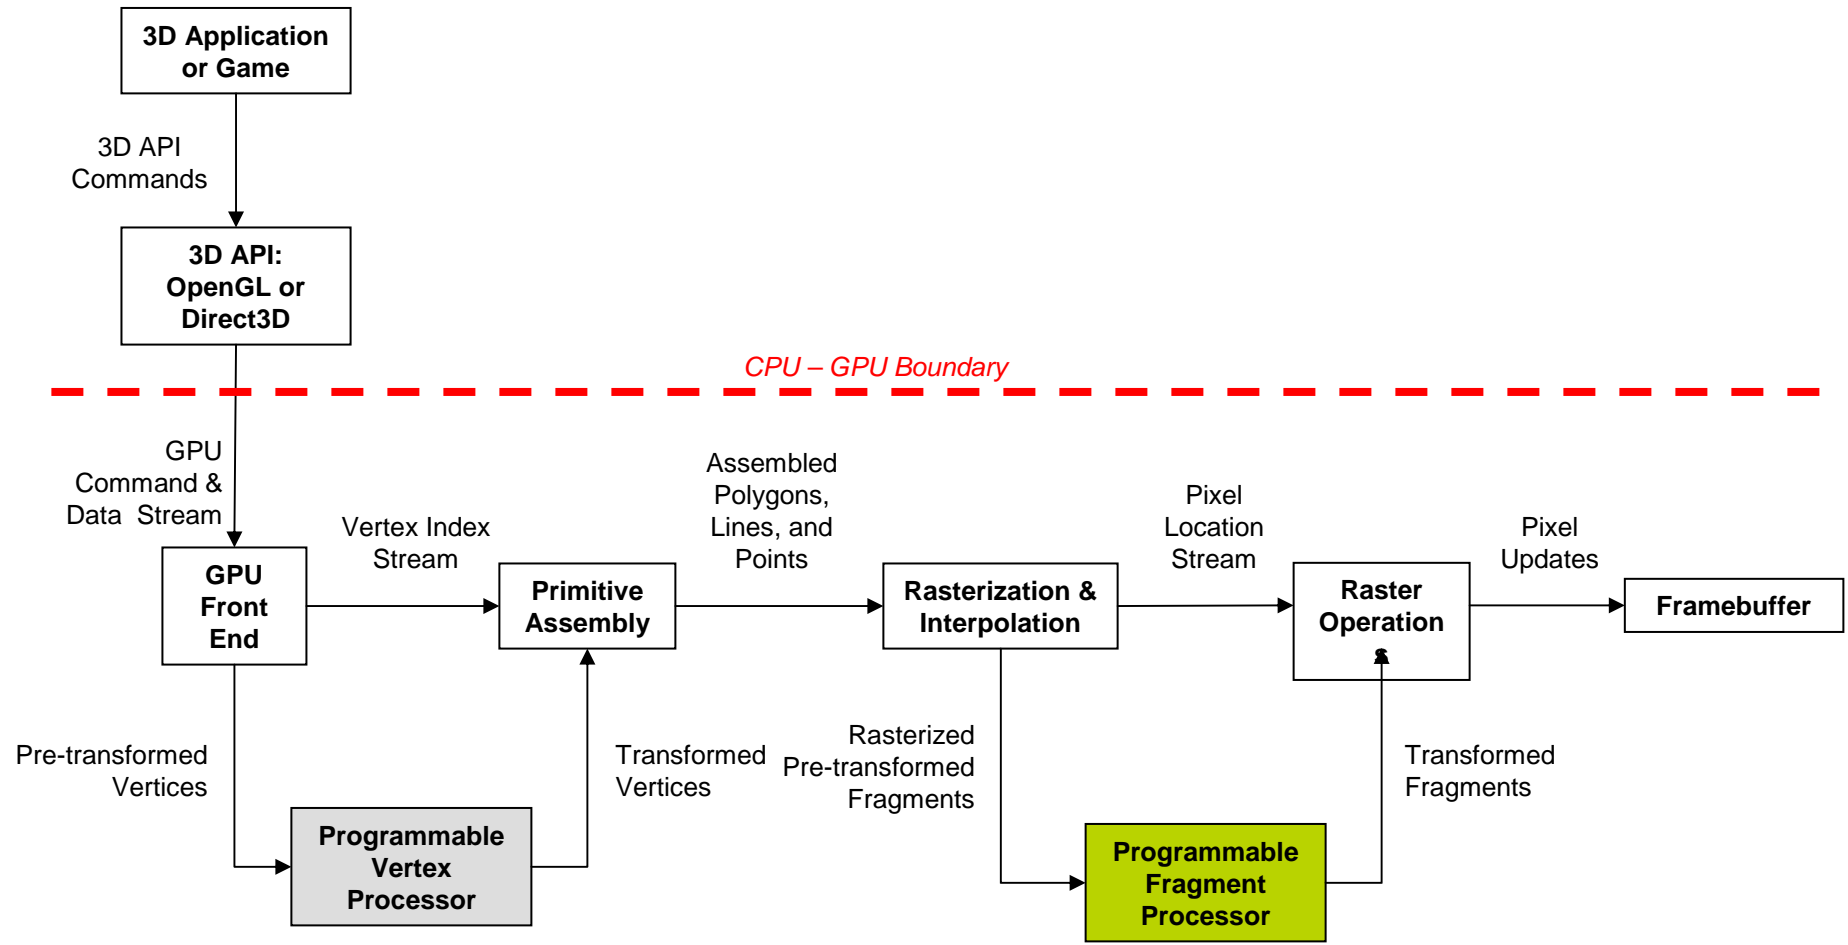 3D Application
or Game
3D API
Commands
3D API:
OpenGL or
Direct3D
CPU – GPU Boundary
GPU
Command &
Data Stream
GPU
Front
End
Vertex Index
Stream
Primitive
Assembly
Assembled
Polygons,
Lines, and
Points
Rasterization &
Interpolation
Pixel
Location
Stream
Raster
Operation
s
Pixel
Updates
Framebuffer
Pre-transformed
Vertices
Programmable
Vertex
Processor
Transformed
Vertices
Rasterized
Pre-transformed
Fragments
Programmable
Fragment
Processor
Transformed
Fragments